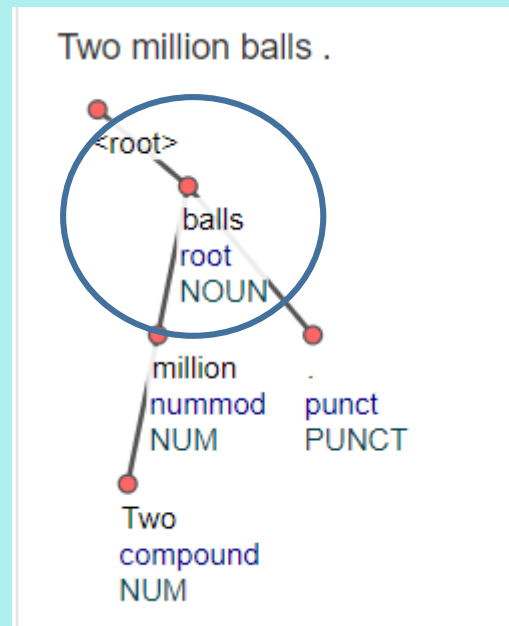 Two million balls .
<root>
balls
root
NOUN
million .
nummod punct
NUM PUNCT
Two
compound
NUM